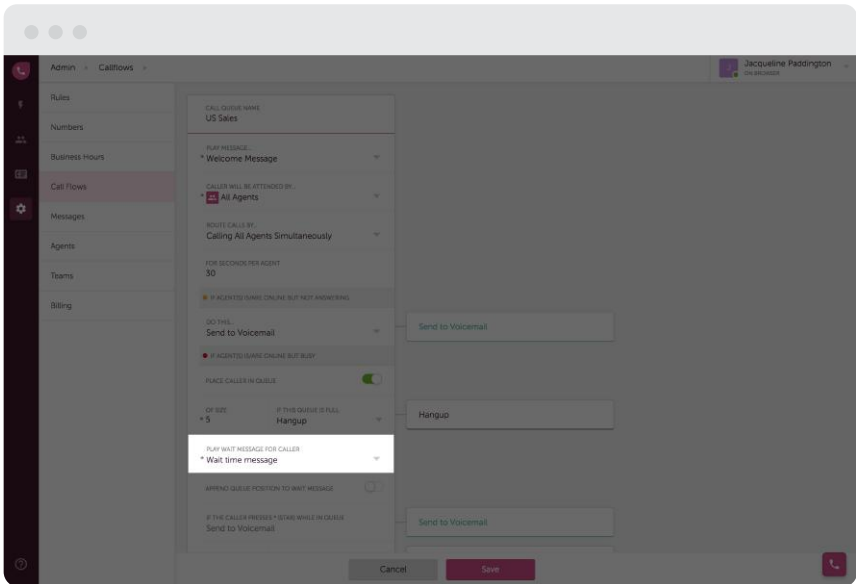 Admin
Callflows
Jacqueline Paddington
ON BROWSER
Rules
Numbers
Business Hours
Call Flows
Messages
Agents
Teams
Billing
CALL QUEUE NAME
US Sales
PLAY MESSAGE...
* Welcome Message
CALLER WILL BE ATTENDED BY...
* All Agents
ROUTE CALLS BY...
Calling All Agents Simultaneously
FOR SECONDS PER AGENT
30
IF AGENT(S) IS/ARE ONLINE BUT NOT ANSWERING
DO THIS...
Send to Voicemail
Send to Voicemail
IF AGENT(S) IS/ARE ONLINE BUT BUSY
PLACE CALLER IN QUEUE
OF SIZE
* 5
IF THIS QUEUE IS FULL
Hangup
Hangup
PLAY WAIT MESSAGE FOR CALLER
* Wait time message
APPEND QUEUE POSITION TO WAIT MESSAGE
IF THE CALLER PRESSES * (STAR) WHILE IN QUEUE
Send to Voicemail
Send to Voicemail
Cancel
Save